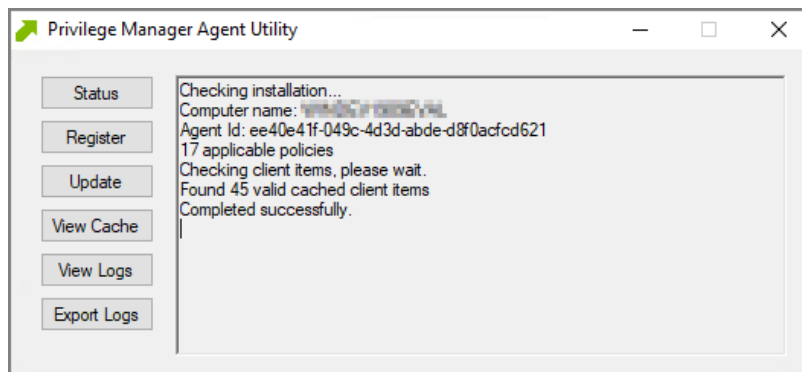 Privilege Manager Agent Utility
Status
Register
Update
View Cache
View Logs
Export Logs
Checking installation...
Computer name:
Agent Id: ee40e41f-049c-4d3d-abde-d8f0acfcd621
17 applicable policies
Checking client items, please wait.
Found 45 valid cached client items
Completed successfully.